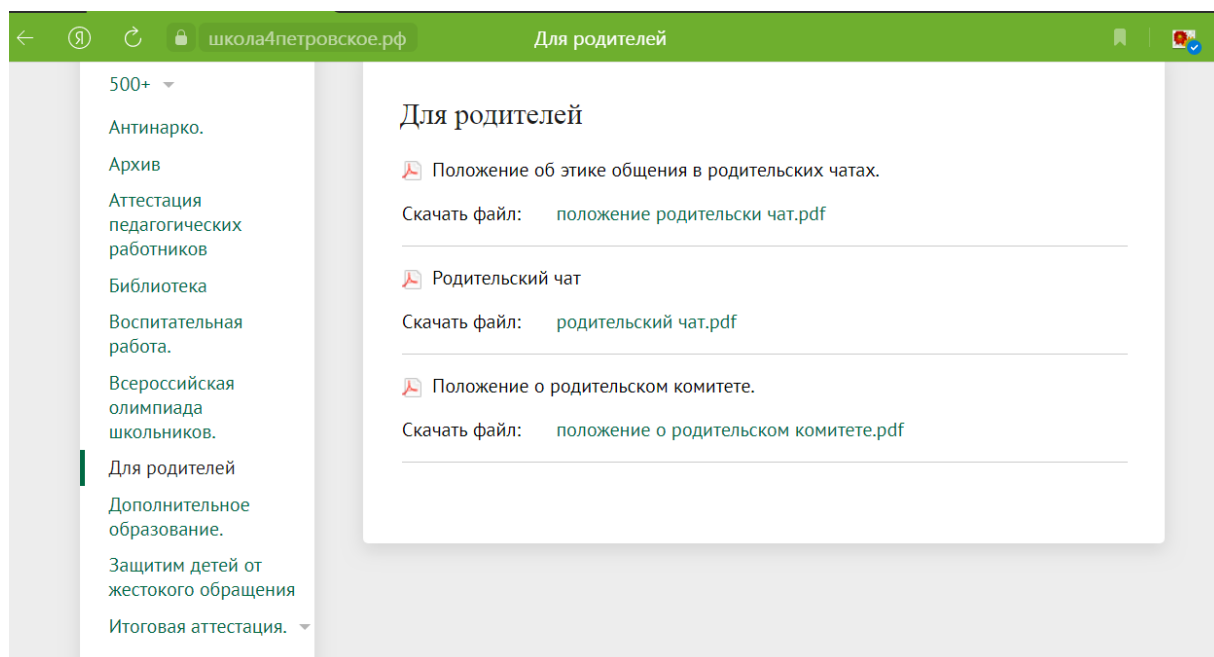 школа4петровское.рф
Для родителей
500+
Антинарко.
Архив
Аттестация
педагогических
работников
Библиотека
Воспитательная
работа.
Всероссийская
олимпиада
школьников.
Для родителей
Дополнительное
образование.
Защитим детей от
жестокого обращения
Итоговая аттестация.
Для родителей
Положение об этике общения в родительских чатах.
Скачать файл: положение родительски чат.pdf
Родительский чат
Скачать файл: родительский чат.pdf
Положение о родительском комитете.
Скачать файл: положение о родительском комитете.pdf